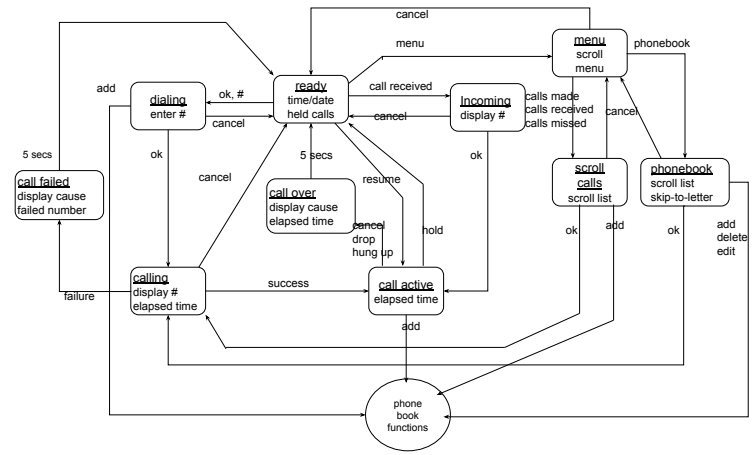 cancel
menu
scroll
menu
menu
phonebook
add
ready
time/date
held calls
call received
ok, #
cancel
dialing
enter #
Incoming
display #
cancel
calls made
calls received
calls missed
cancel
ok
5 secs
call failed
display cause
failed number
cancel
5 secs
call over
display cause
elapsed time
resume
ok
scroll
calls
scroll list
phonebook
scroll list
skip-to-letter
cancel
drop
hung up
hold
ok
add
ok
add
delete
edit
calling
display #
elapsed time
failure
success
call active
elapsed time
add
phone
book
functions